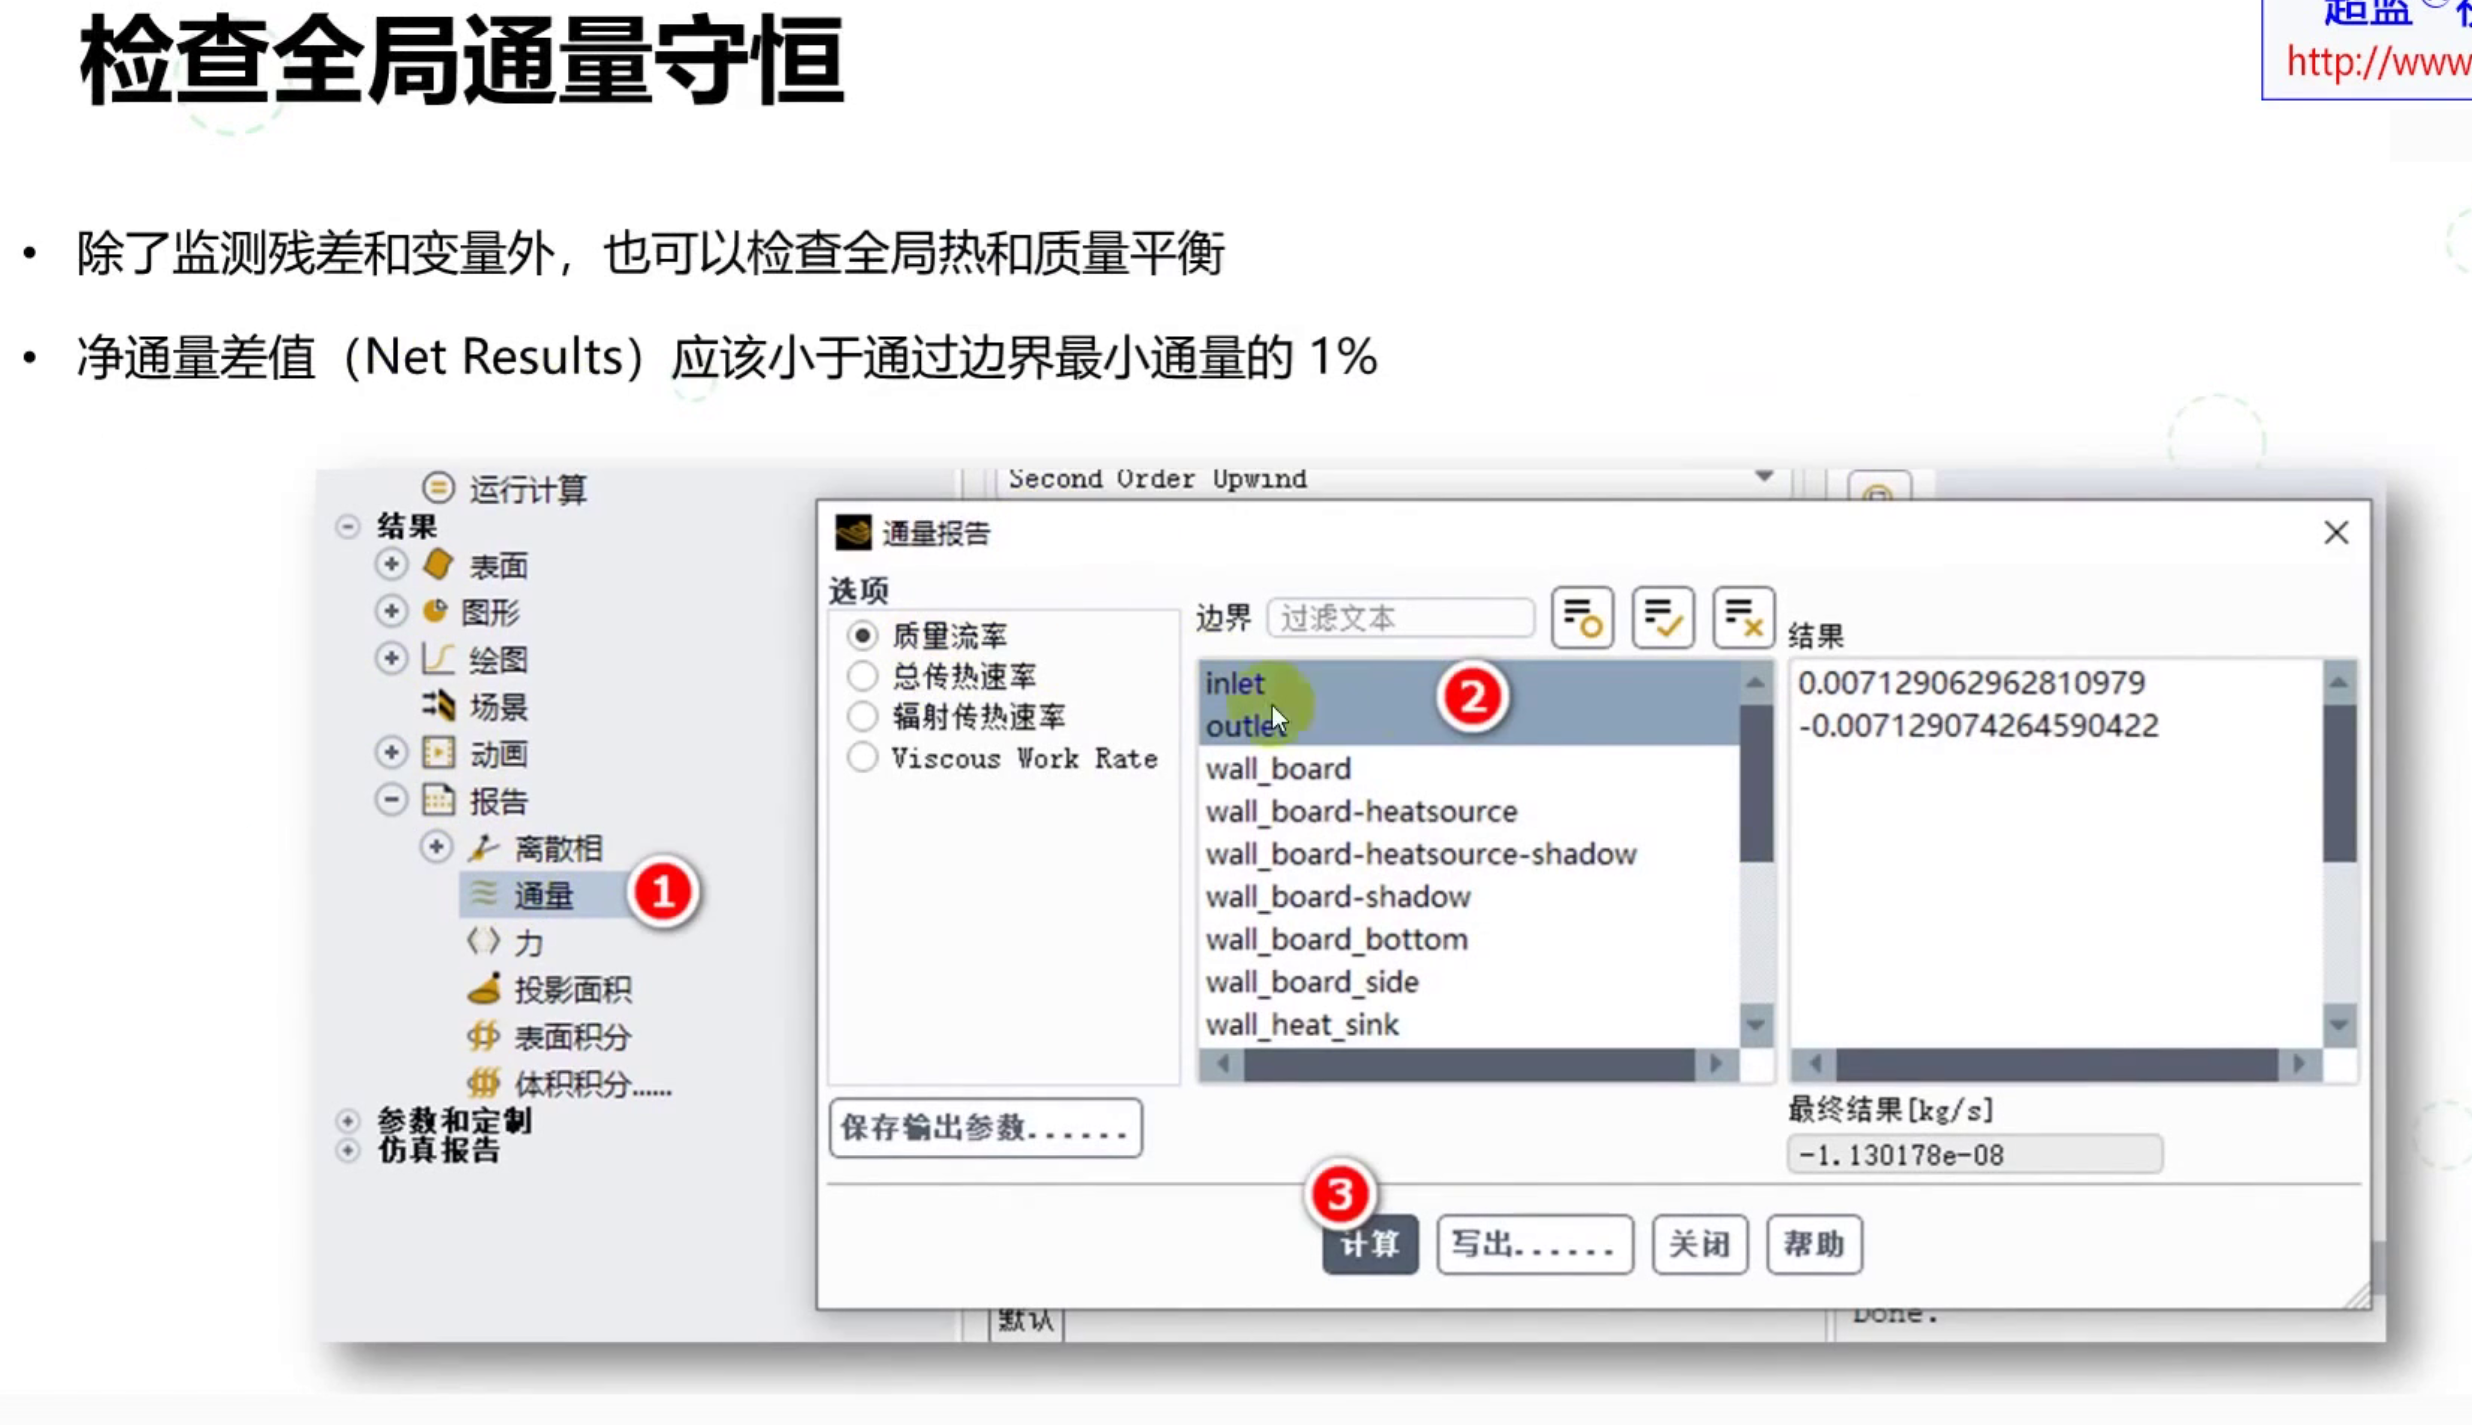 检查全局通量守恒
http://www
• 除了监测残差和变量外，也可以检查全局热和质量平衡
• 净通量差值（Net Results）应该小于通过边界最小通量的 1%
运行计算
结果
表面
图形
绘图
场景
动画
报告
离散相
通量
1
力
投影面积
表面积分
体积积分......
参数和定制
仿真报告
Second Order Upwind
通量报告
选项
质量流率
总传热速率
辐射传热速率
Viscous Work Rate
保存输出参数......
边界
过滤文本
inlet
outlet
2
wall_board
wall_board-heatsource
wall_board-heatsource-shadow
wall_board-shadow
wall_board_bottom
wall_board_side
wall_heat_sink
结果
0.007129062962810979
-0.007129074264590422
最终结果[kg/s]
-1.130178e-08
3
计算
写出......
关闭
帮助
默认
Done.